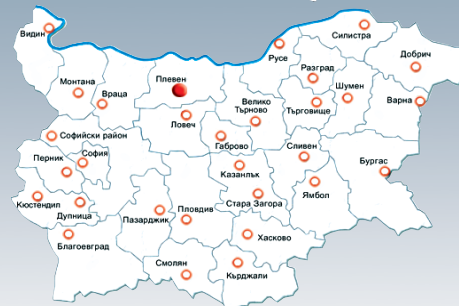 Видин
Силистра
Русе
Добрич
Разград
Монтана
Плевен
Шумен
Враца
Велико
Търново
Търговище
Варна
Ловеч
Софийски район
Габрово
Сливен
Перник
София
Бургас
Казанлък
Ямбол
Кюстендил
Дупница
Стара Загора
Пазарджик
Пловдив
Благоевград
Хасково
Смолян
Кърджали